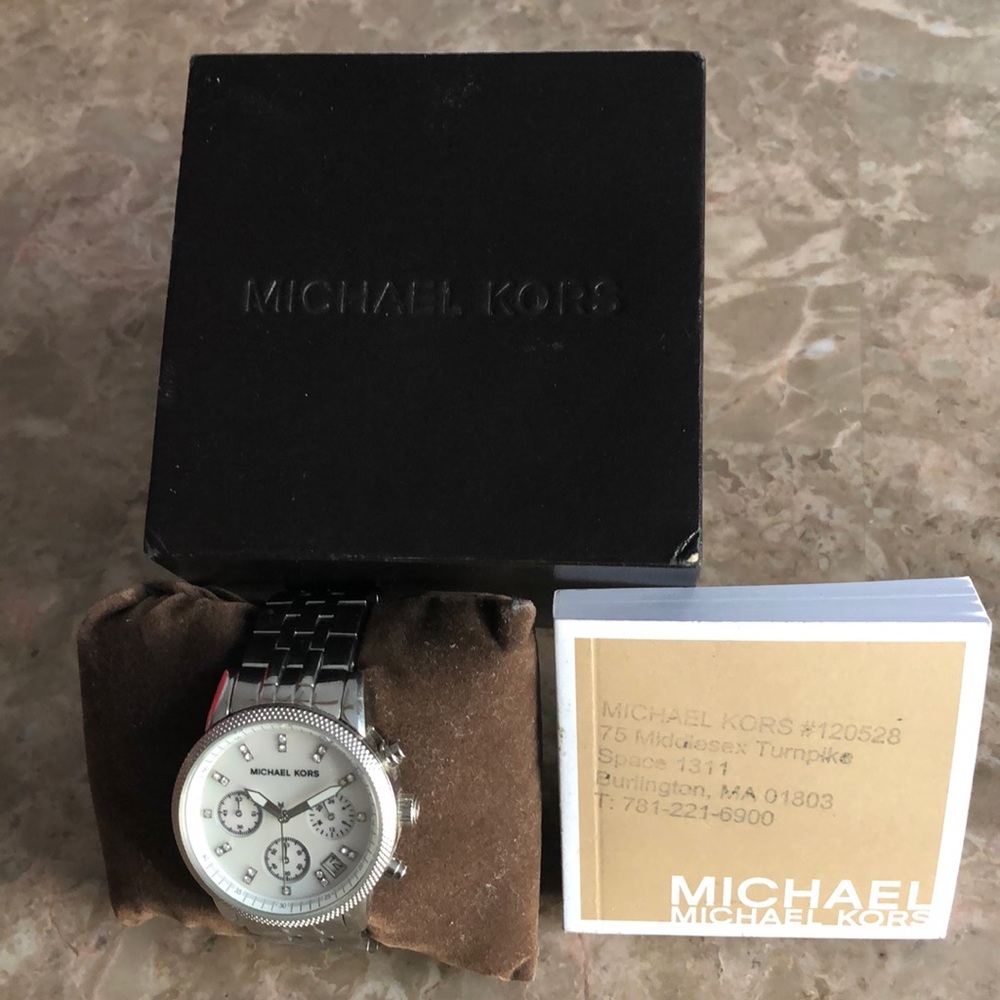 MICHAEL KORS
MICHAEL KORS
MICHAEL KORS #120528
75 Middlesex Turnpike
Space 1311
Burlington, MA 01803
T: 781-221-6900
MICHAEL
MICHAEL KORS